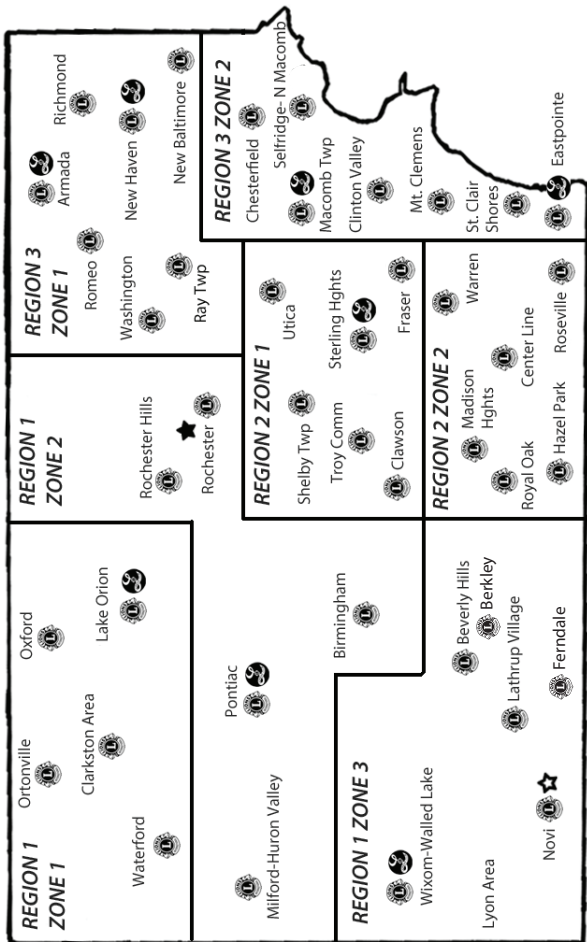 REGION 1
ZONE 1
Ortonville
Oxford
Clarkston Area
Lake Orion
Waterford
REGION 1
ZONE 2
Rochester Hills
Rochester
Pontiac
Milford-Huron Valley
Birmingham
REGION 1 ZONE 3
Wixom-Walled Lake
Lyon Area
Novi
Beverly Hills
Berkley
Lathrup Village
Ferndale
REGION 3
ZONE 1
Armada
Richmond
Romeo
New Haven
Washington
New Baltimore
Ray Twp
REGION 3 ZONE 2
Chesterfield
Selfridge- N Macomb
Macomb Twp
Clinton Valley
Mt. Clemens
St. Clair
Shores
Eastpointe
REGION 2 ZONE 1
Utica
Shelby Twp
Sterling Hghts
Troy Comm
Fraser
Clawson
REGION 2 ZONE 2
Warren
Madison
Hghts
Center Line
Royal Oak
Roseville
Hazel Park